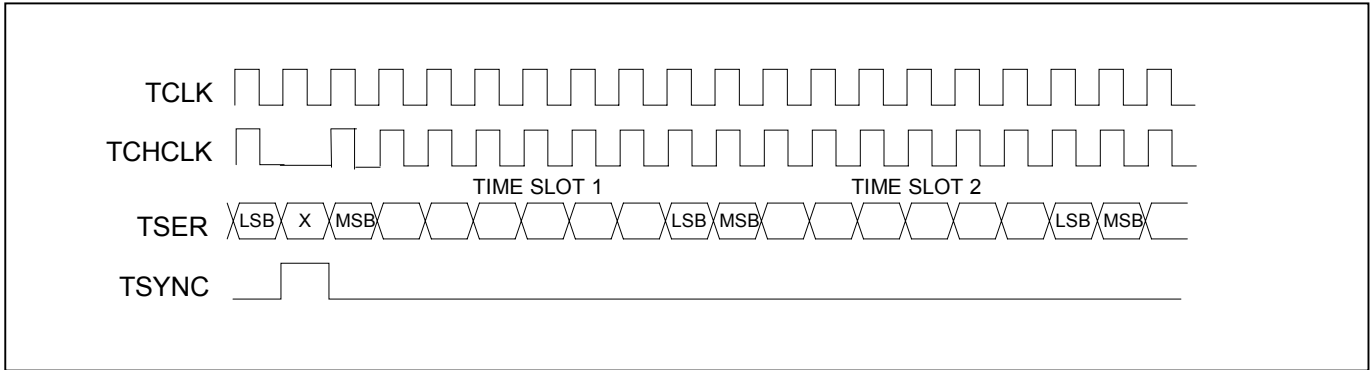 TCLK
TCHCLK
TIME SLOT 1 TIME SLOT 2
TSER LSB X MSB LSB MSB LSB MSB
TSYNC